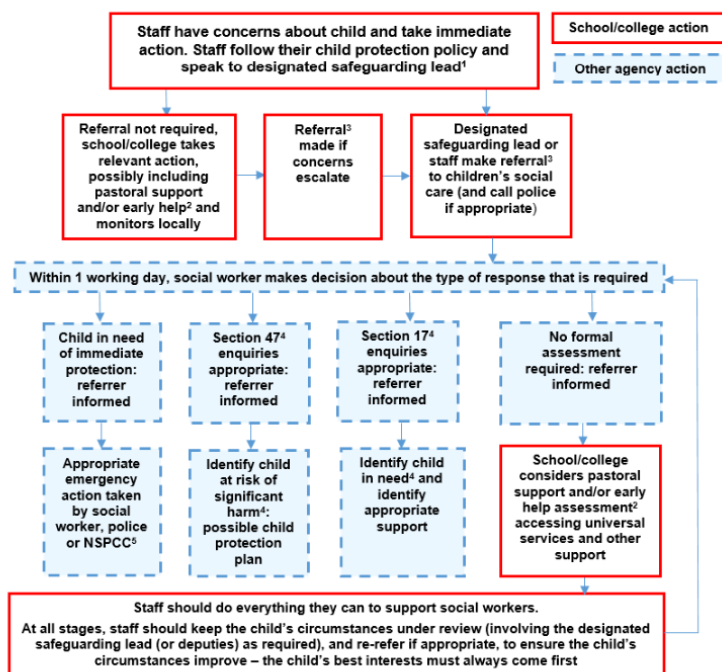 Staff have concerns about child and take immediate
action. Staff follow their child protection policy and
speak to designated safeguarding lead¹
School/college action
Other agency action
Referral not required,
school/college takes
relevant action,
possibly including
pastoral support
and/or early help² and
monitors locally
Referral³
made if
concerns
escalate
Designated
safeguarding lead or
staff make referral³
to children's social
care (and call police
if appropriate)
Within 1 working day, social worker makes decision about the type of response that is required
Child in need
of immediate
protection:
referrer
informed
Section 47⁴
enquiries
appropriate:
referrer
informed
Section 17⁴
enquiries
appropriate:
referrer
informed
No formal
assessment
required: referrer
informed
Appropriate
emergency
action taken
by social
worker, police
or NSPCC⁵
Identify child
at risk of
significant
harm⁴:
possible child
protection
plan
Identify child
in need⁴ and
identify
appropriate
support
School/college
considers pastoral
support and/or early
help assessment²
accessing universal
services and other
support
Staff should do everything they can to support social workers.
At all stages, staff should keep the child's circumstances under review (involving the designated
safeguarding lead (or deputies) as required), and re-refer if appropriate, to ensure the child's
circumstances improve – the child's best interests must always come first